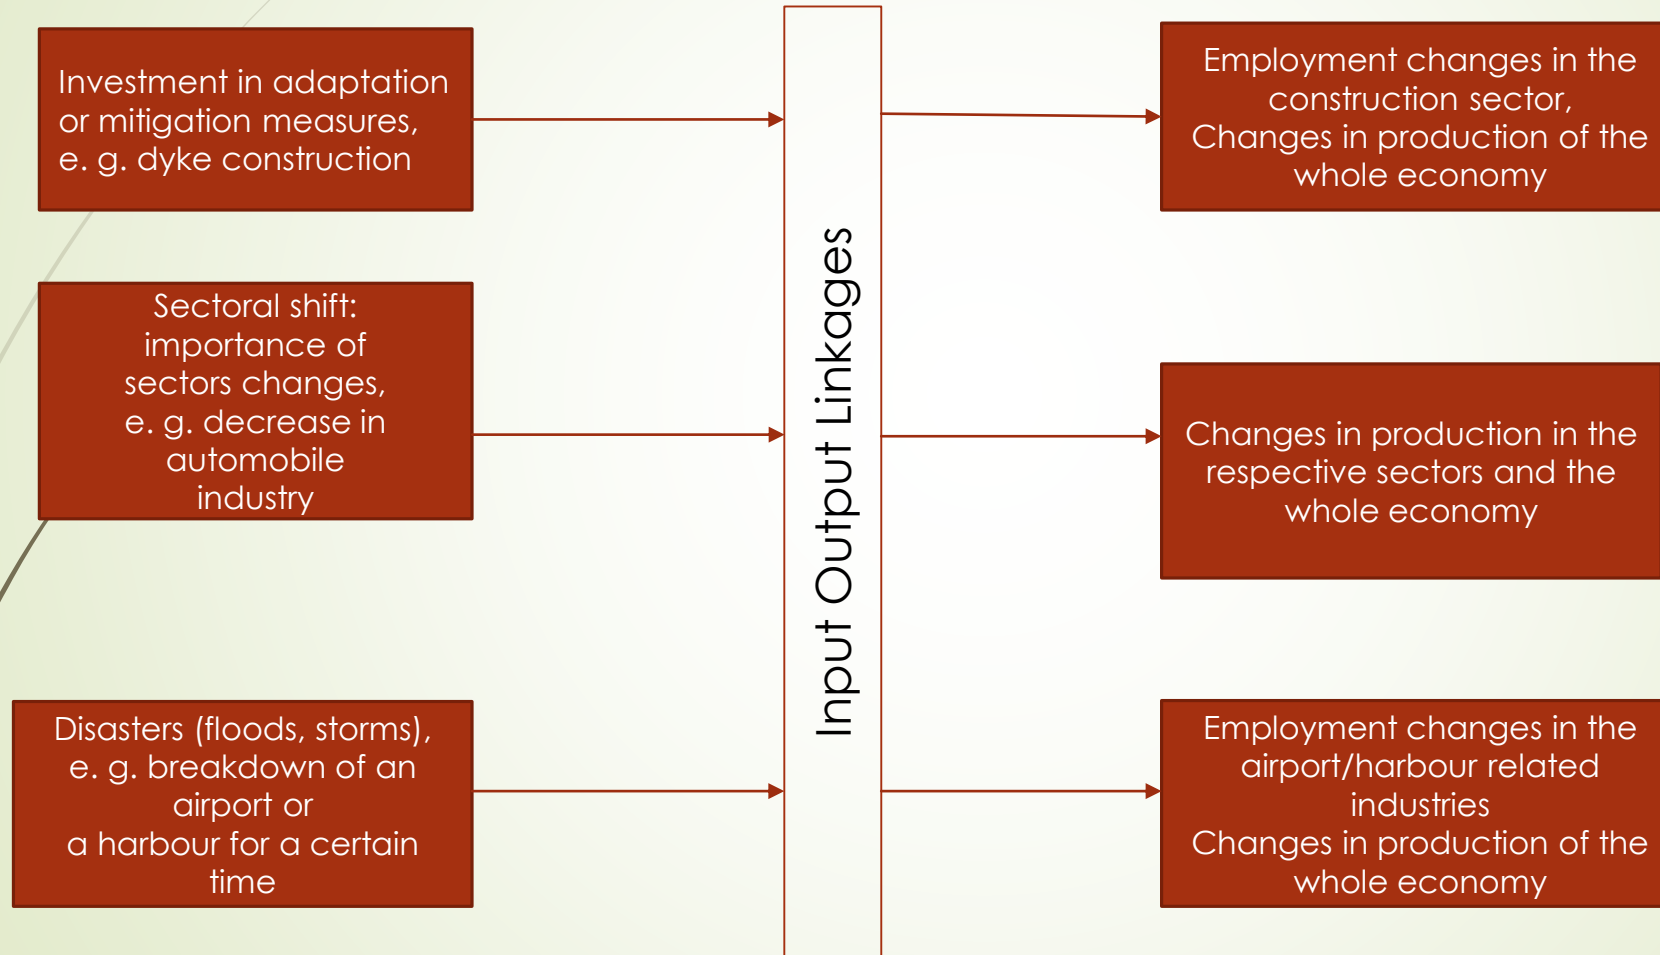 Investment in adaptation
or mitigation measures,
e. g. dyke construction
Sectoral shift:
importance of
sectors changes,
e. g. decrease in
automobile
industry
Disasters (floods, storms),
e. g. breakdown of an
airport or
a harbour for a certain
time
Input Output Linkages
Employment changes in the
construction sector,
Changes in production of the
whole economy
Changes in production in the
respective sectors and the
whole economy
Employment changes in the
airport/harbour related
industries
Changes in production of the
whole economy